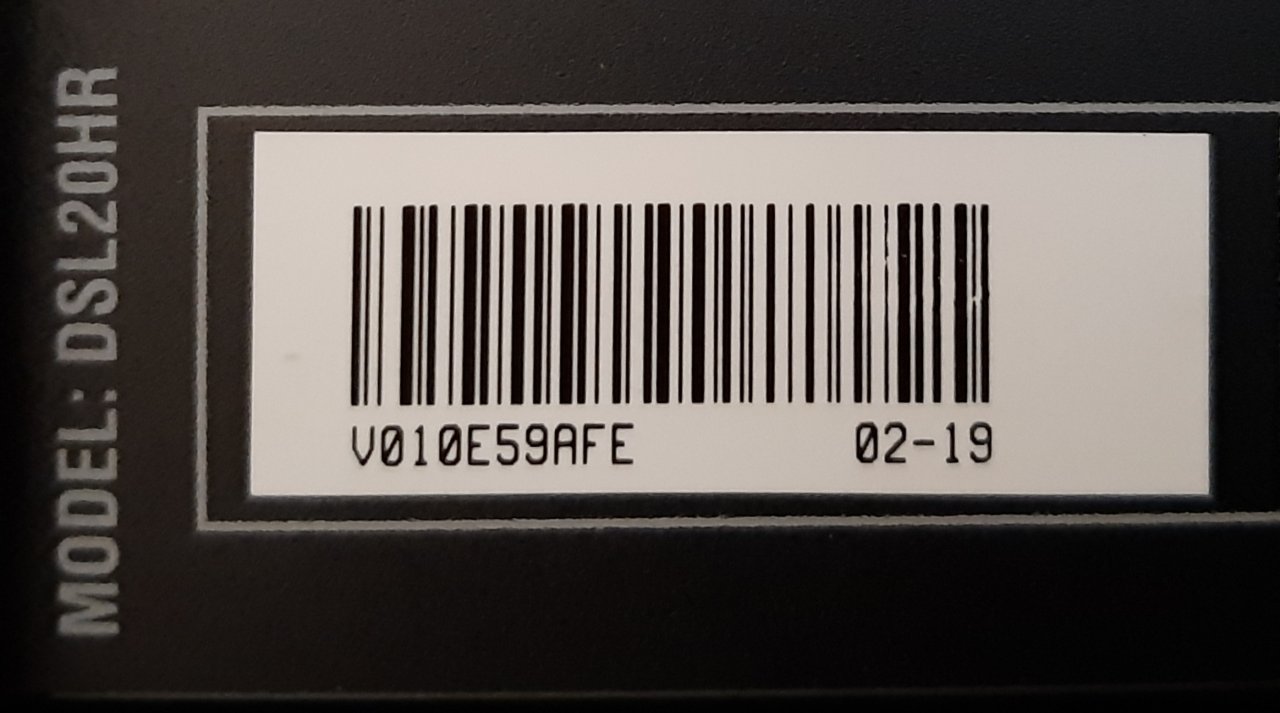 MODEL: DSL20HR
V010E59AFE
02-19